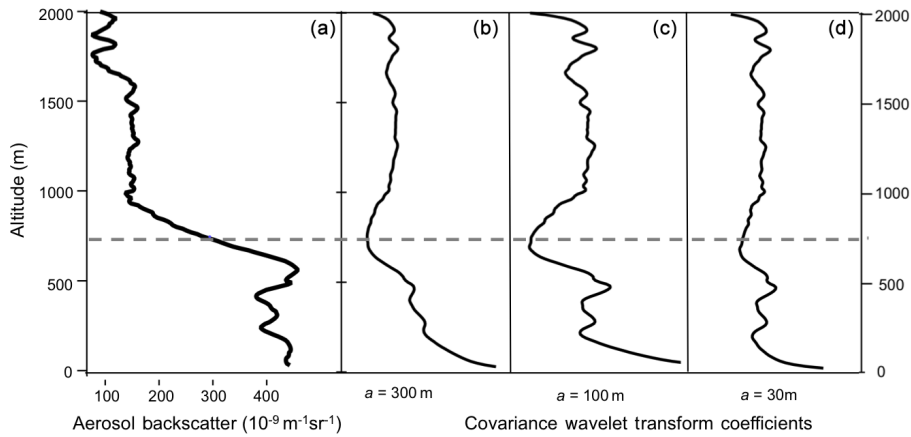 2000 (a) (b) (c) (d) 2000
1500 1500
Altitude (m)
1000 1000
500 500
0 0
100 200 300 400 a = 300 m a = 100 m a = 30m
Aerosol backscatter (10⁻⁹ m⁻¹sr⁻¹) Covariance wavelet transform coefficients